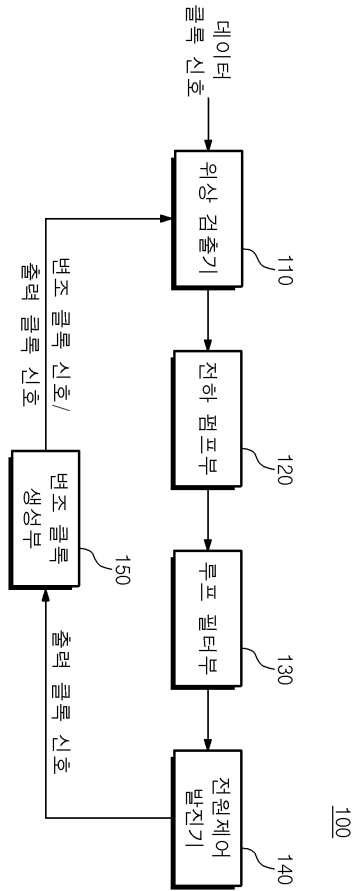 100
데이터
클록 신호
위상 검출기
110
전하 펌프부
120
루프 필터부
130
전원제어
발진기
140
변조 클록 신호/
출력 클록 신호
변조 클록
생성부
150
출력 클록 신호